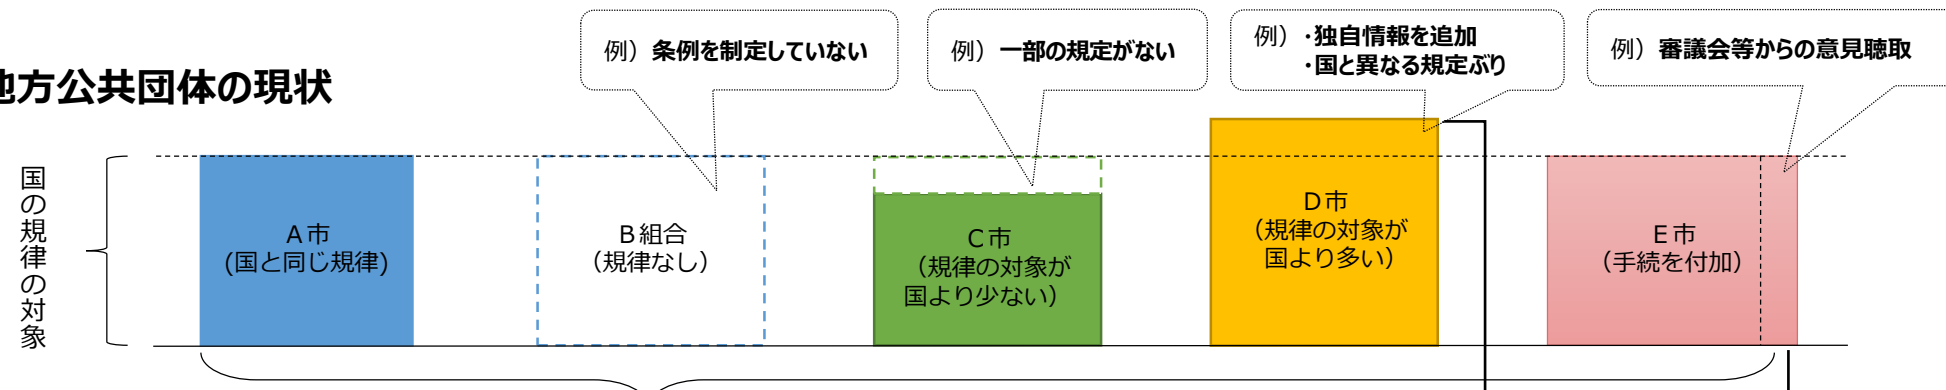 地方公共団体の現状
例）条例を制定していない
例）一部の規定がない
例）・独自情報を追加
・国と異なる規定ぶり
例）審議会等からの意見聴取
国の規律の対象
Ａ市
(国と同じ規律)
Ｂ組合
（規律なし）
Ｃ市
（規律の対象が
国より少ない）
Ｄ市
（規律の対象が
国より多い）
Ｅ市
（手続を付加）